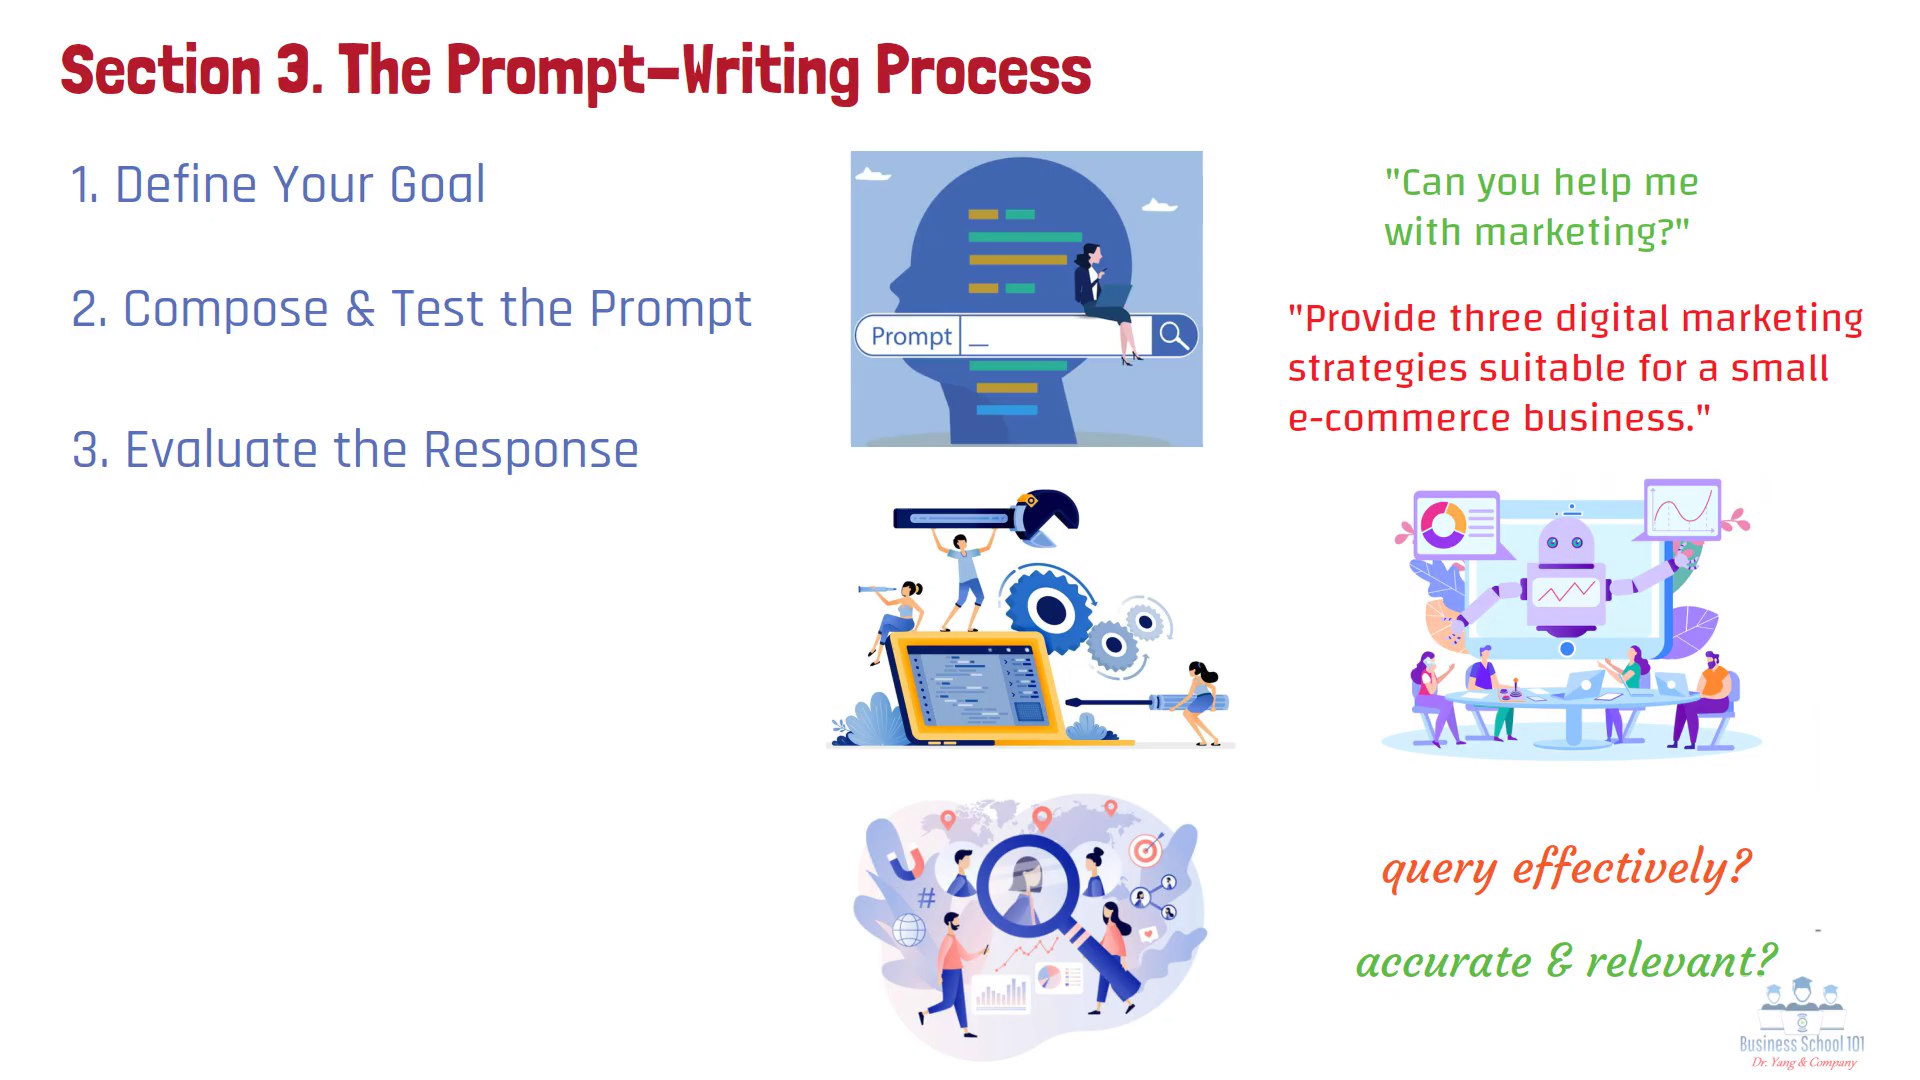 Section 3. The Prompt-Writing Process
1. Define Your Goal
2. Compose & Test the Prompt
3. Evaluate the Response
Prompt _
"Can you help me
with marketing?"
"Provide three digital marketing
strategies suitable for a small
e-commerce business."
#
query effectively?
accurate & relevant?
Business School 101
Dr. Yang & Company